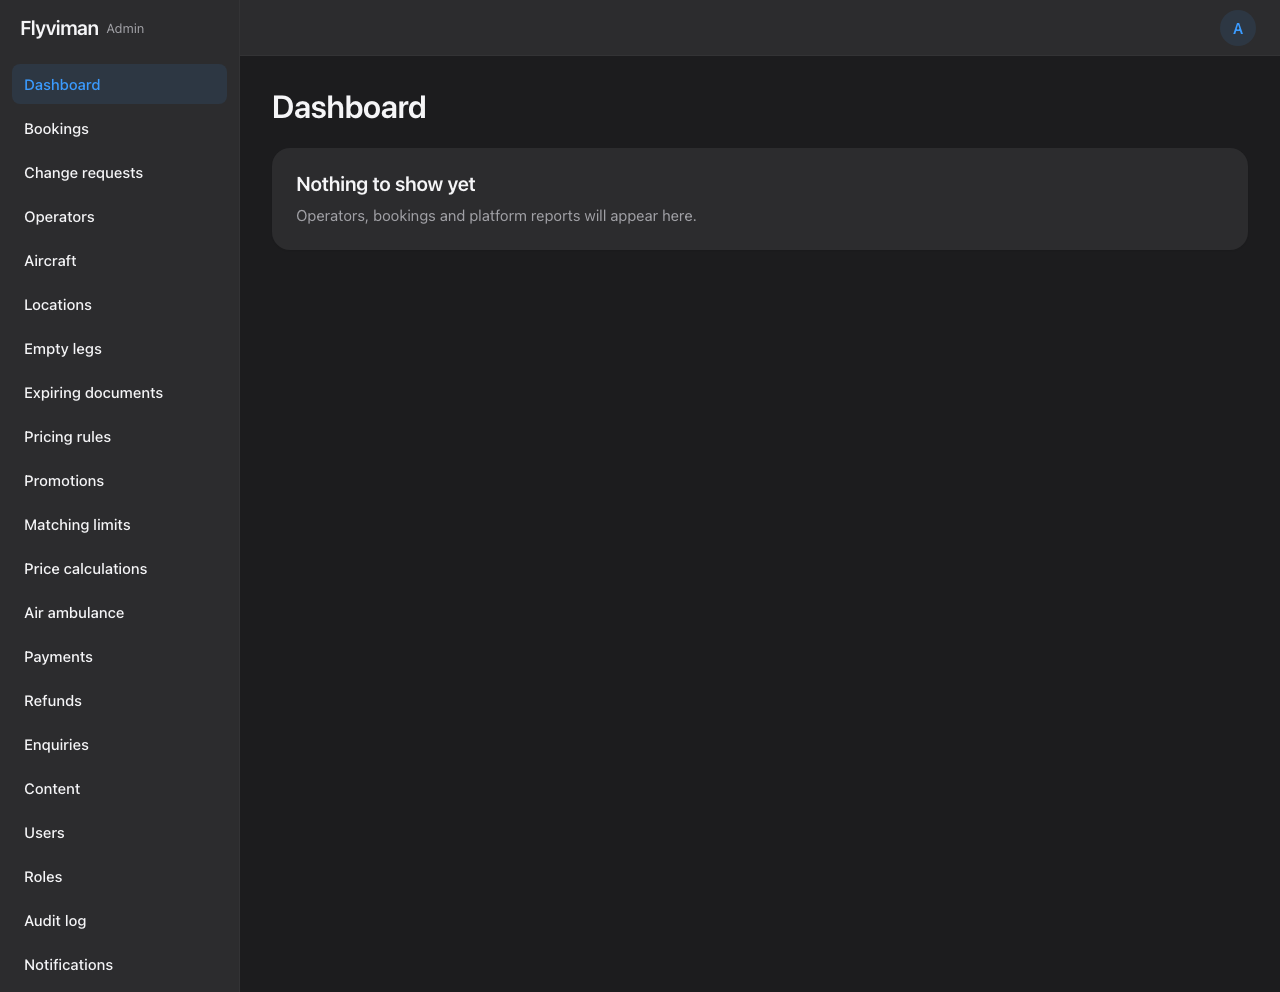 Flyviman Admin
A
Dashboard
Bookings
Change requests
Operators
Aircraft
Locations
Empty legs
Expiring documents
Pricing rules
Promotions
Matching limits
Price calculations
Air ambulance
Payments
Refunds
Enquiries
Content
Users
Roles
Audit log
Notifications
Dashboard
Nothing to show yet
Operators, bookings and platform reports will appear here.